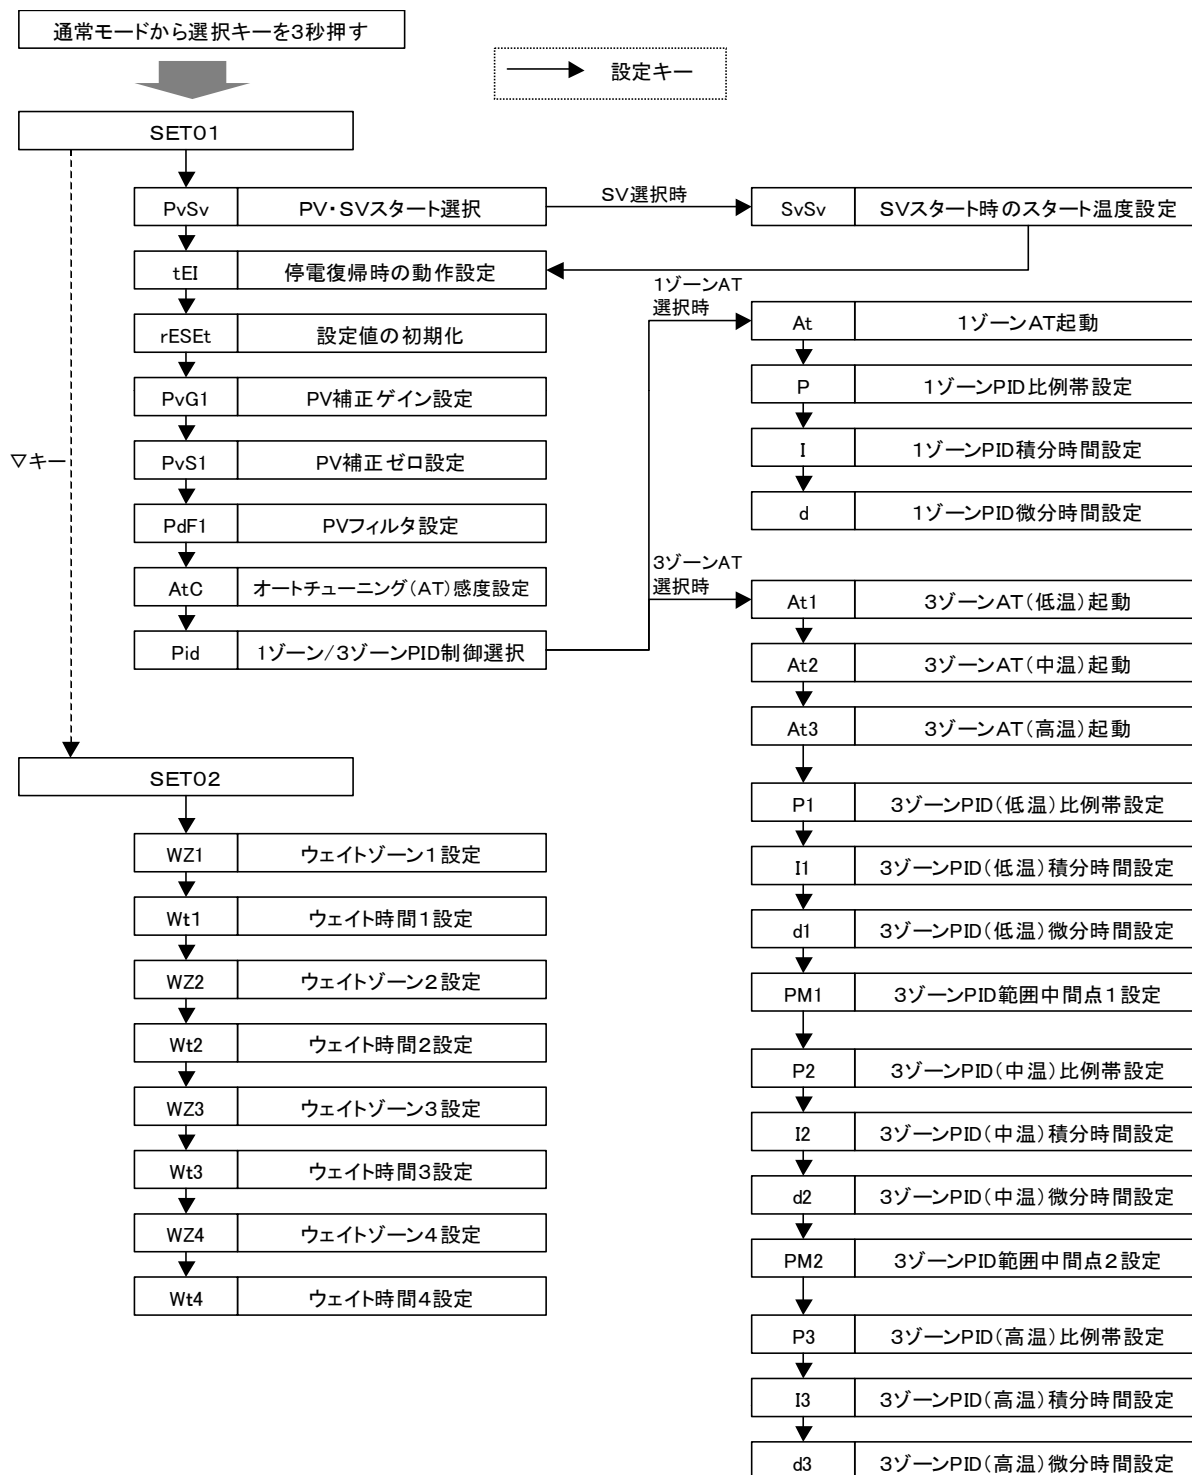 通常モードから選択キーを3秒押す
設定キー
SET01
PvSv PV・SVスタート選択
SV選択時
SvSv SVスタート時のスタート温度設定
tEI 停電復帰時の動作設定
rESEt 設定値の初期化
PvG1 PV補正ゲイン設定
PvS1 PV補正ゼロ設定
PdF1 PVフィルタ設定
AtC オートチューニング(AT)感度設定
Pid 1ゾーン/3ゾーンPID制御選択
▽キー
1ゾーンAT
選択時
At 1ゾーンAT起動
P 1ゾーンPID比例帯設定
I 1ゾーンPID積分時間設定
d 1ゾーンPID微分時間設定
3ゾーンAT
選択時
At1 3ゾーンAT(低温)起動
At2 3ゾーンAT(中温)起動
At3 3ゾーンAT(高温)起動
P1 3ゾーンPID(低温)比例帯設定
I1 3ゾーンPID(低温)積分時間設定
d1 3ゾーンPID(低温)微分時間設定
PM1 3ゾーンPID範囲中間点1設定
P2 3ゾーンPID(中温)比例帯設定
I2 3ゾーンPID(中温)積分時間設定
d2 3ゾーンPID(中温)微分時間設定
PM2 3ゾーンPID範囲中間点2設定
P3 3ゾーンPID(高温)比例帯設定
I3 3ゾーンPID(高温)積分時間設定
d3 3ゾーンPID(高温)微分時間設定
SET02
WZ1 ウェイトゾーン1設定
Wt1 ウェイト時間1設定
WZ2 ウェイトゾーン2設定
Wt2 ウェイト時間2設定
WZ3 ウェイトゾーン3設定
Wt3 ウェイト時間3設定
WZ4 ウェイトゾーン4設定
Wt4 ウェイト時間4設定